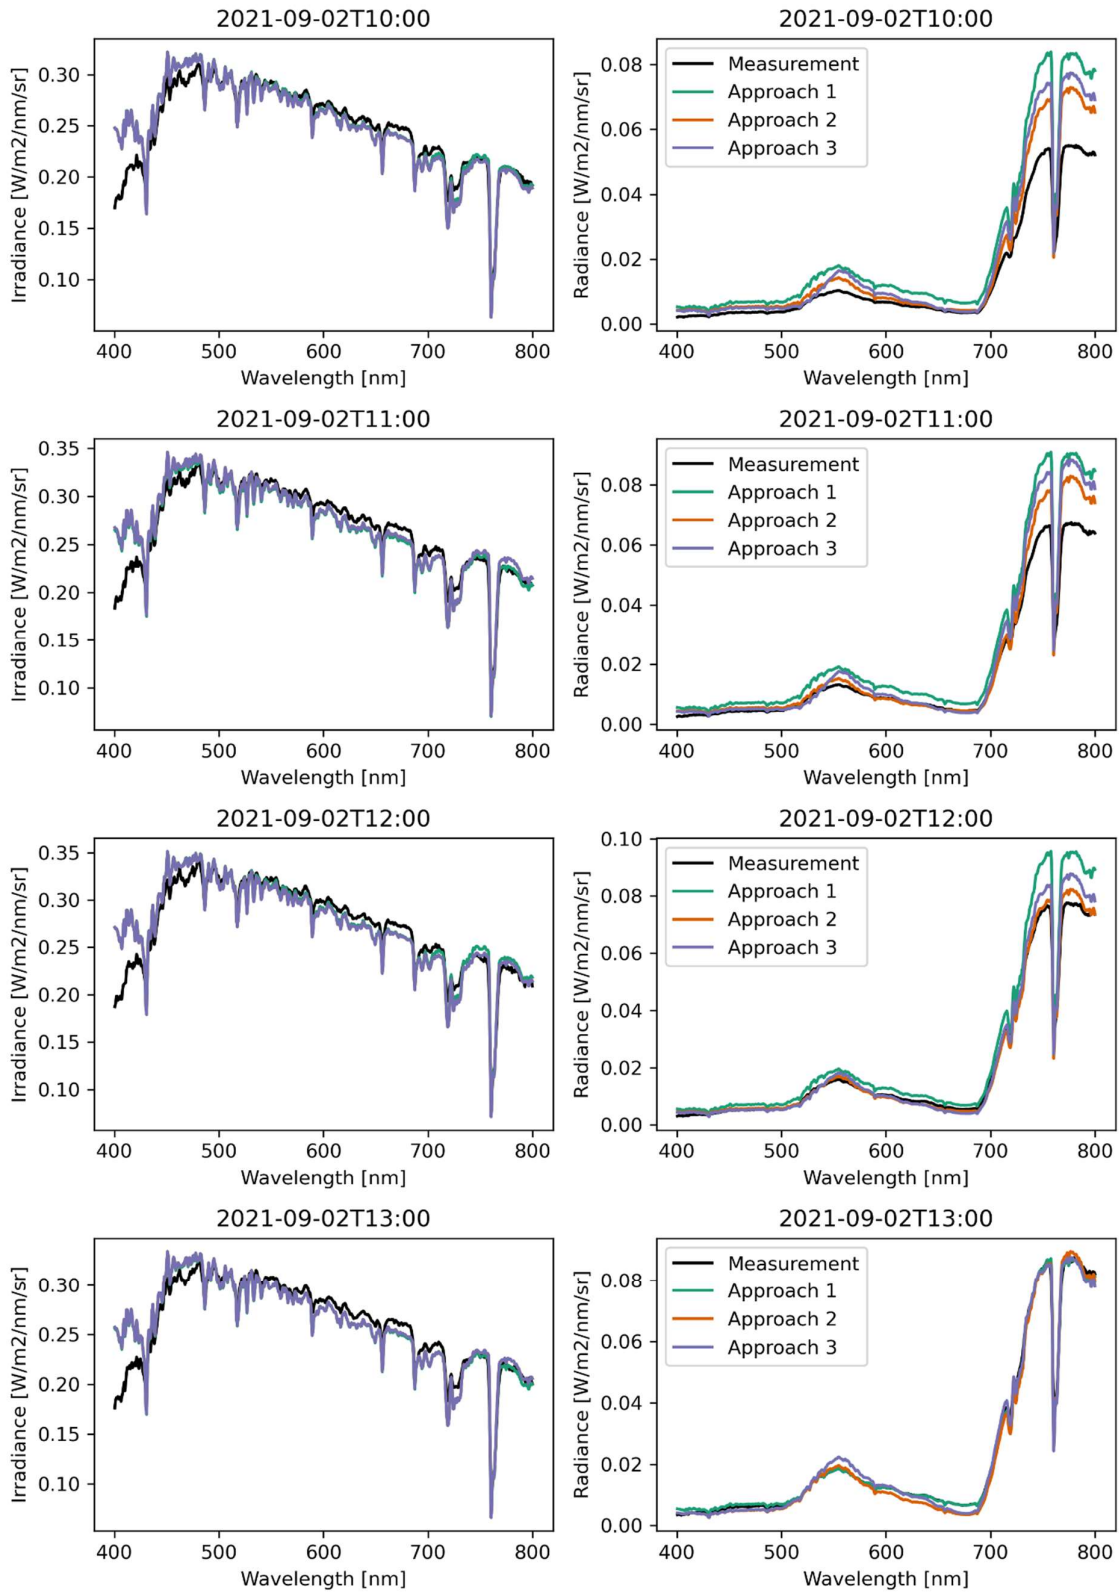 2021-09-02T10:00
2021-09-02T10:00
Irradiance [W/m2/nm/sr]
0.30
0.25
0.20
0.15
0.10
400 500 600 700 800
Wavelength [nm]
Radiance [W/m2/nm/sr]
0.08
0.06
0.04
0.02
0.00
Measurement
Approach 1
Approach 2
Approach 3
400 500 600 700 800
Wavelength [nm]
2021-09-02T11:00
2021-09-02T11:00
Irradiance [W/m2/nm/sr]
0.35
0.30
0.25
0.20
0.15
0.10
400 500 600 700 800
Wavelength [nm]
Radiance [W/m2/nm/sr]
0.08
0.06
0.04
0.02
0.00
Measurement
Approach 1
Approach 2
Approach 3
400 500 600 700 800
Wavelength [nm]
2021-09-02T12:00
2021-09-02T12:00
Irradiance [W/m2/nm/sr]
0.35
0.30
0.25
0.20
0.15
0.10
400 500 600 700 800
Wavelength [nm]
Radiance [W/m2/nm/sr]
0.10
0.08
0.06
0.04
0.02
0.00
Measurement
Approach 1
Approach 2
Approach 3
400 500 600 700 800
Wavelength [nm]
2021-09-02T13:00
2021-09-02T13:00
Irradiance [W/m2/nm/sr]
0.30
0.25
0.20
0.15
0.10
400 500 600 700 800
Wavelength [nm]
Radiance [W/m2/nm/sr]
0.08
0.06
0.04
0.02
0.00
Measurement
Approach 1
Approach 2
Approach 3
400 500 600 700 800
Wavelength [nm]